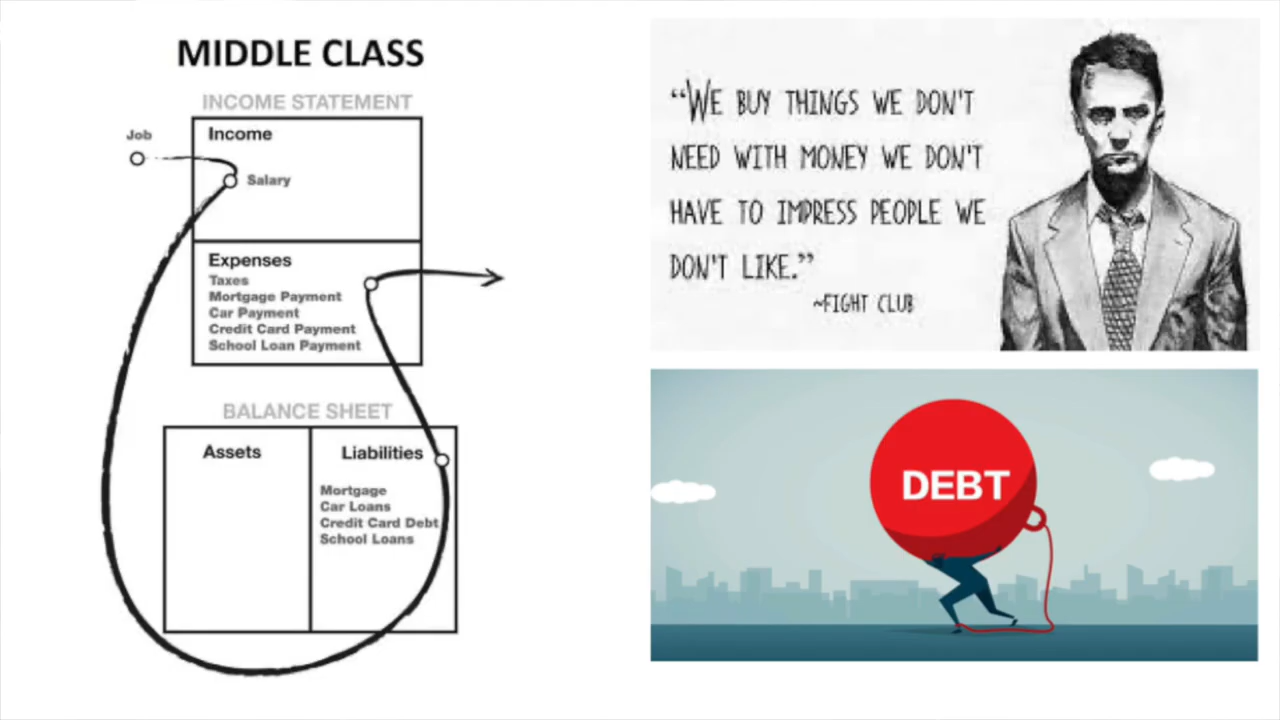 MIDDLE CLASS
INCOME STATEMENT
Job
Income
Salary
Expenses
Taxes
Mortgage Payment
Car Payment
Credit Card Payment
School Loan Payment
BALANCE SHEET
Assets
Liabilities
Mortgage
Car Loans
Credit Card Debt
School Loans
“WE BUY THINGS WE DON'T
NEED WITH MONEY WE DON'T
HAVE TO IMPRESS PEOPLE WE
DON'T LIKE.”
~FIGHT CLUB
DEBT